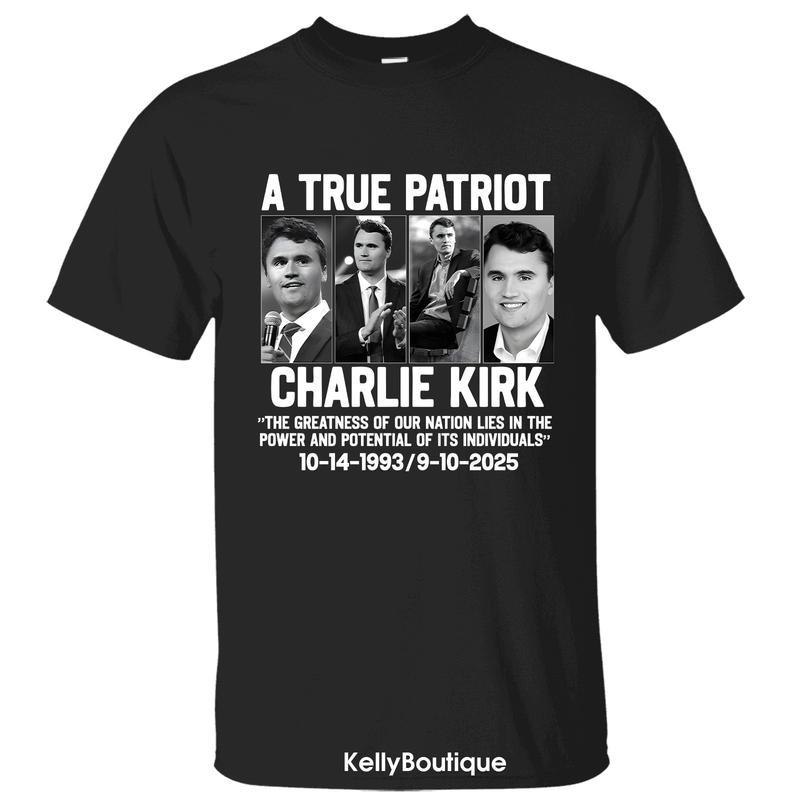 A TRUE PATRIOT
CHARLIE KIRK
”THE GREATNESS OF OUR NATION LIES IN THE
POWER AND POTENTIAL OF ITS INDIVIDUALS”
10-14-1993/9-10-2025
KellyBoutique